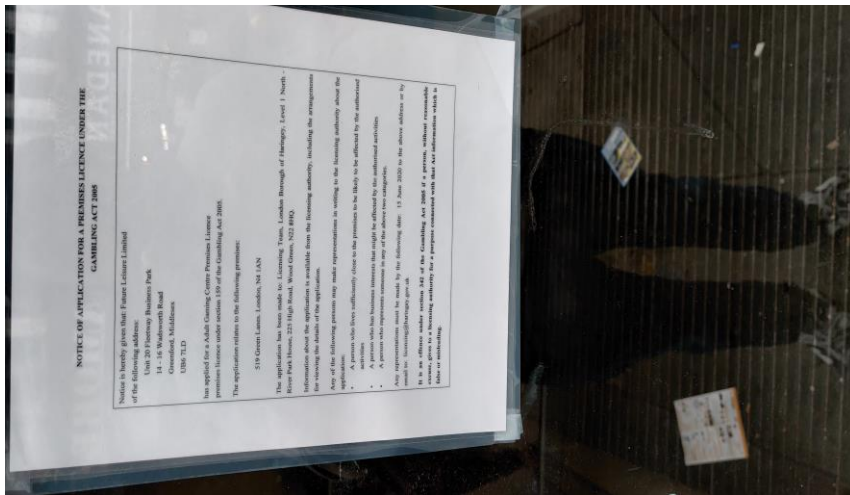 NOTICE OF APPLICATION FOR A PREMISES LICENCE UNDER THE
GAMBLING ACT 2005
Notice is hereby given that: Future Leisure Limited
of the following address:
Unit 20 Fleetway Business Park
14 - 16 Wadsworth Road
Greenford, Middlesex
UB6 7LD
has applied for a Adult Gaming Centre Premises Licence
premises licence under section 159 of the Gambling Act 2005.
The application relates to the following premises:
519 Green Lanes, London, N4 1AN
The application has been made to: Licensing Team, London Borough of Haringey, Level 1 North -
River Park House, 225 High Road, Wood Green, N22 8HQ.
Information about the application is available from the licensing authority, including the arrangements
for viewing the details of the application.
Any of the following persons may make representations in writing to the licensing authority about the
application:
• A person who lives sufficiently close to the premises to be likely to be affected by the authorised
activities
• A person who has business interests that might be affected by the authorised activities
• A person who represents someone in any of the above two categories.
Any representations must be made by the following date: 15 June 2020 to the above address or by
email to: licensing@haringey.gov.uk
It is an offence under section 342 of the Gambling Act 2005 if a person, without reasonable
excuse, gives to a licensing authority for a purpose connected with that Act information which is
false or misleading.